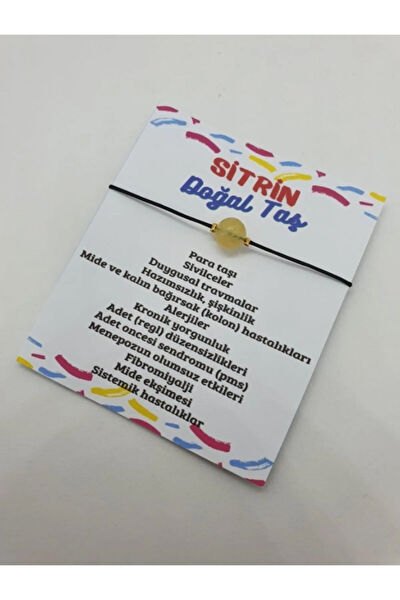 SİTRİN
Doğal Taş
Para taşı
Sivilceler
Duygusal travmalar
Hazımsızlık, şişkinlik
Mide ve kalın bağırsak (kolon) hastalıkları
Alerjiler
Kronik yorgunluk
Adet (regl) düzensizlikleri
Adet öncesi sendromu (pms)
Menepozun olumsuz etkileri
Fibromiyalji
Mide ekşimesi
Sistemik hastalıklar